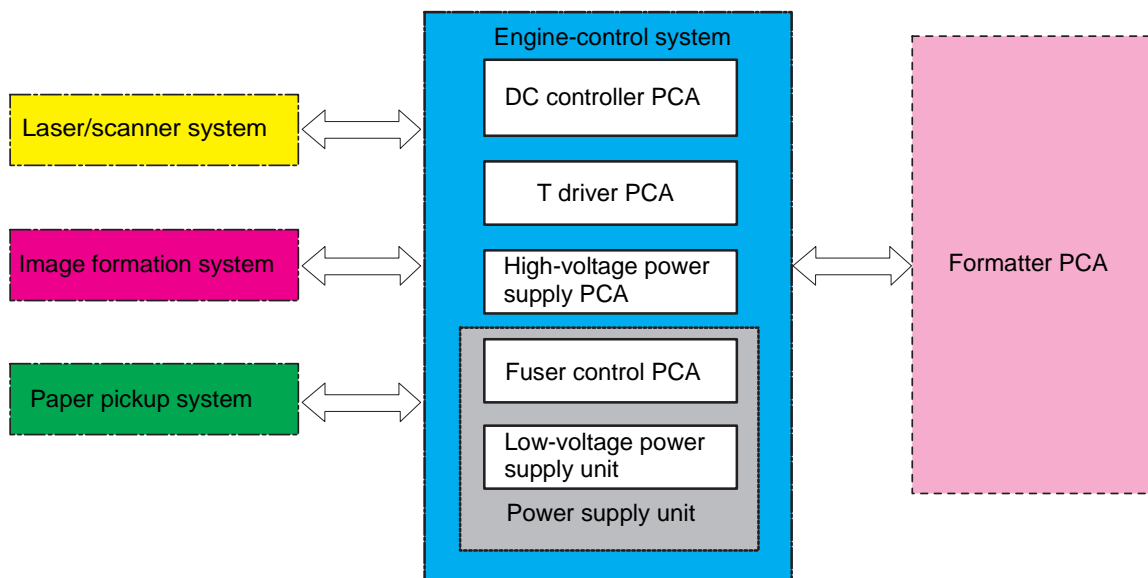 Laser/scanner system
Image formation system
Paper pickup system
Engine-control system
DC controller PCA
T driver PCA
High-voltage power
supply PCA
Fuser control PCA
Low-voltage power
supply unit
Power supply unit
Formatter PCA